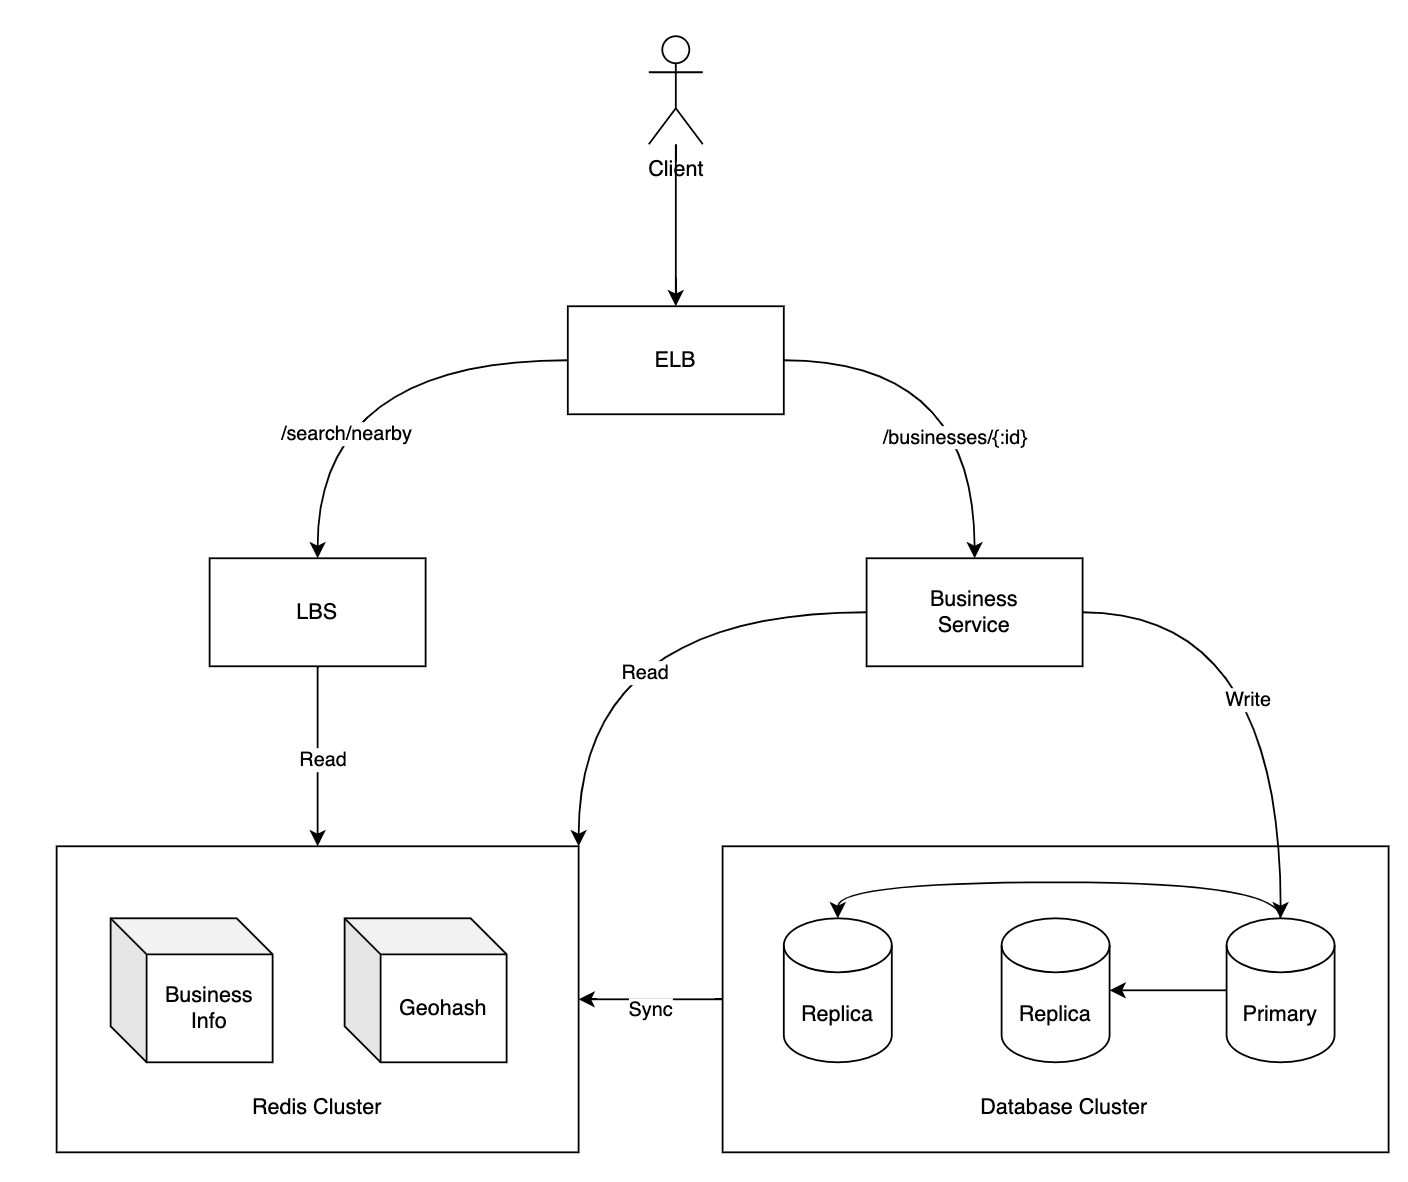 Client
ELB
/search/nearby
/businesses/{:id}
LBS
Business
Service
Read
Write
Read
Business
Info
Geohash
Sync
Replica
Replica
Primary
Redis Cluster
Database Cluster